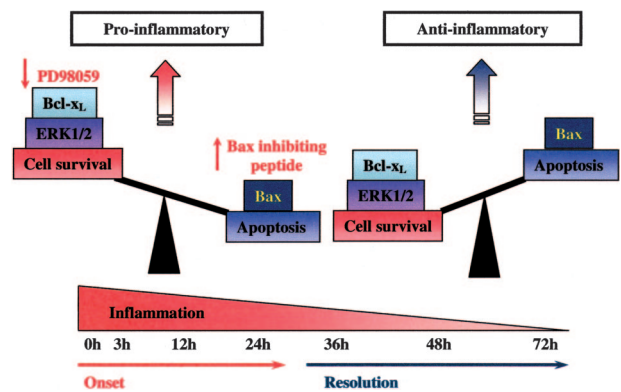 Pro-inflammatory
Anti-inflammatory
PD98059
Bcl-xL
ERK1/2
Cell survival
Bax inhibiting
peptide
Bax
Apoptosis
Bcl-xL
ERK1/2
Cell survival
Bax
Apoptosis
Inflammation
0h 3h 12h 24h 36h 48h 72h
Onset
Resolution